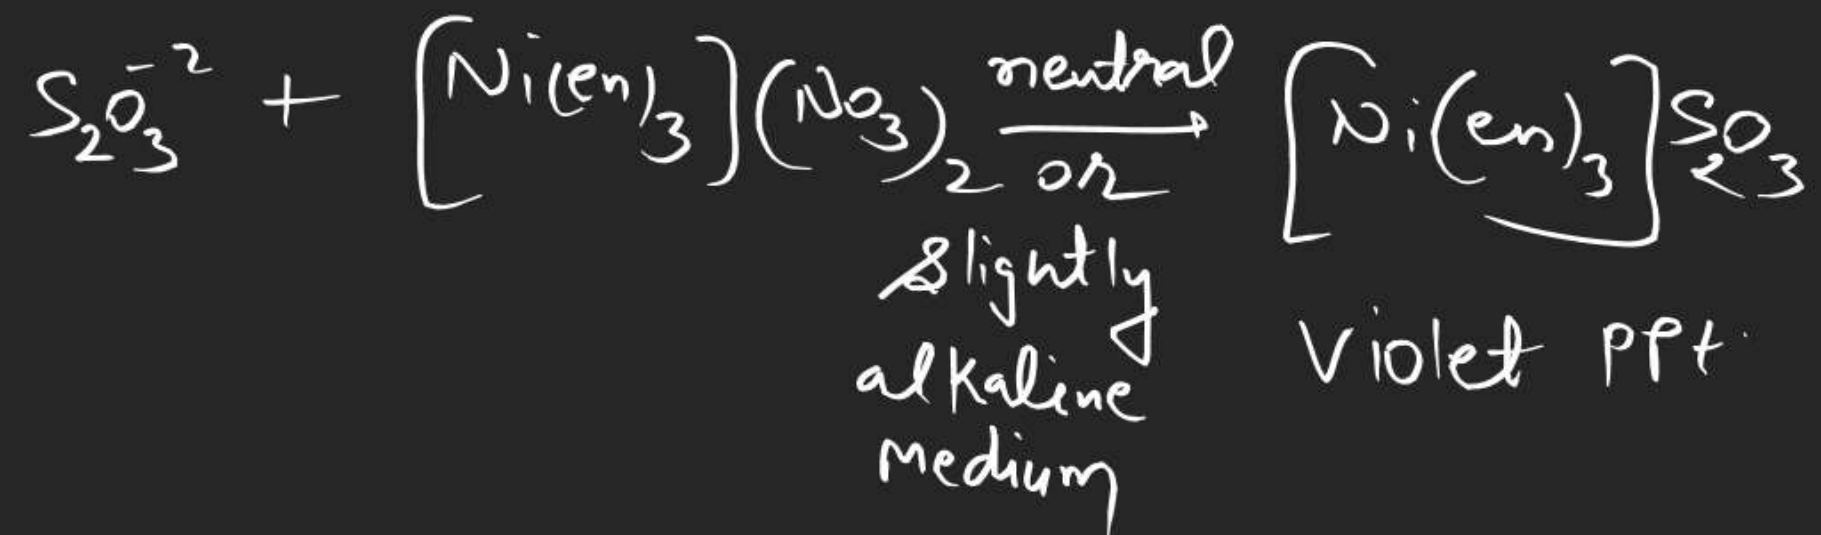 S₂O₃⁻² + [Ni(en)₃](NO₃)₂ neutral → [Ni(en)₃]S₂O₃
or
slightly
alkaline
medium
Violet ppt.